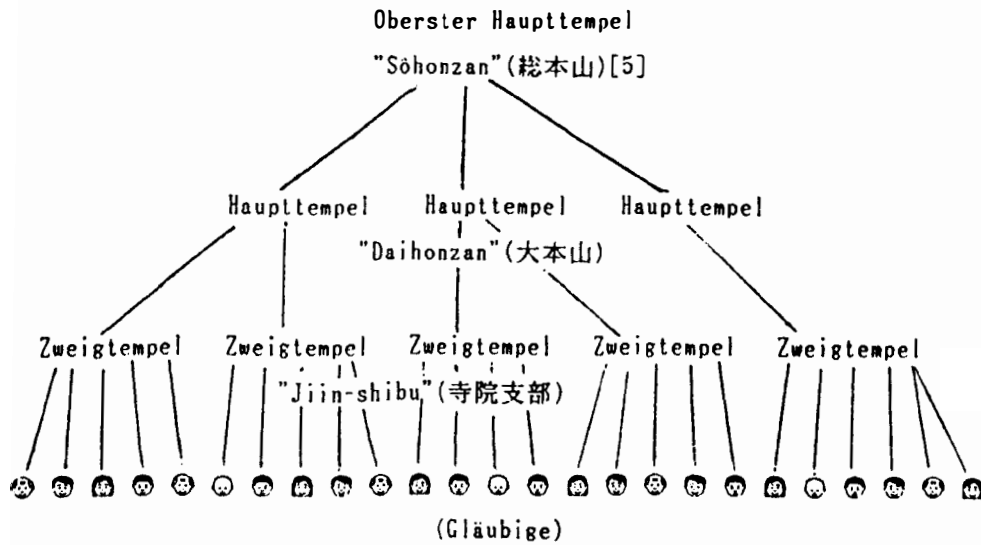 Oberster Haupttempel
"Sôhonzan"(総本山)[5]
Haupttempel Haupttempel Haupttempel
"Daihonzan"(大本山)
Zweigtempel Zweigtempel Zweigtempel Zweigtempel Zweigtempel
"Jiin-shibu"(寺院支部)
(Gläubige)